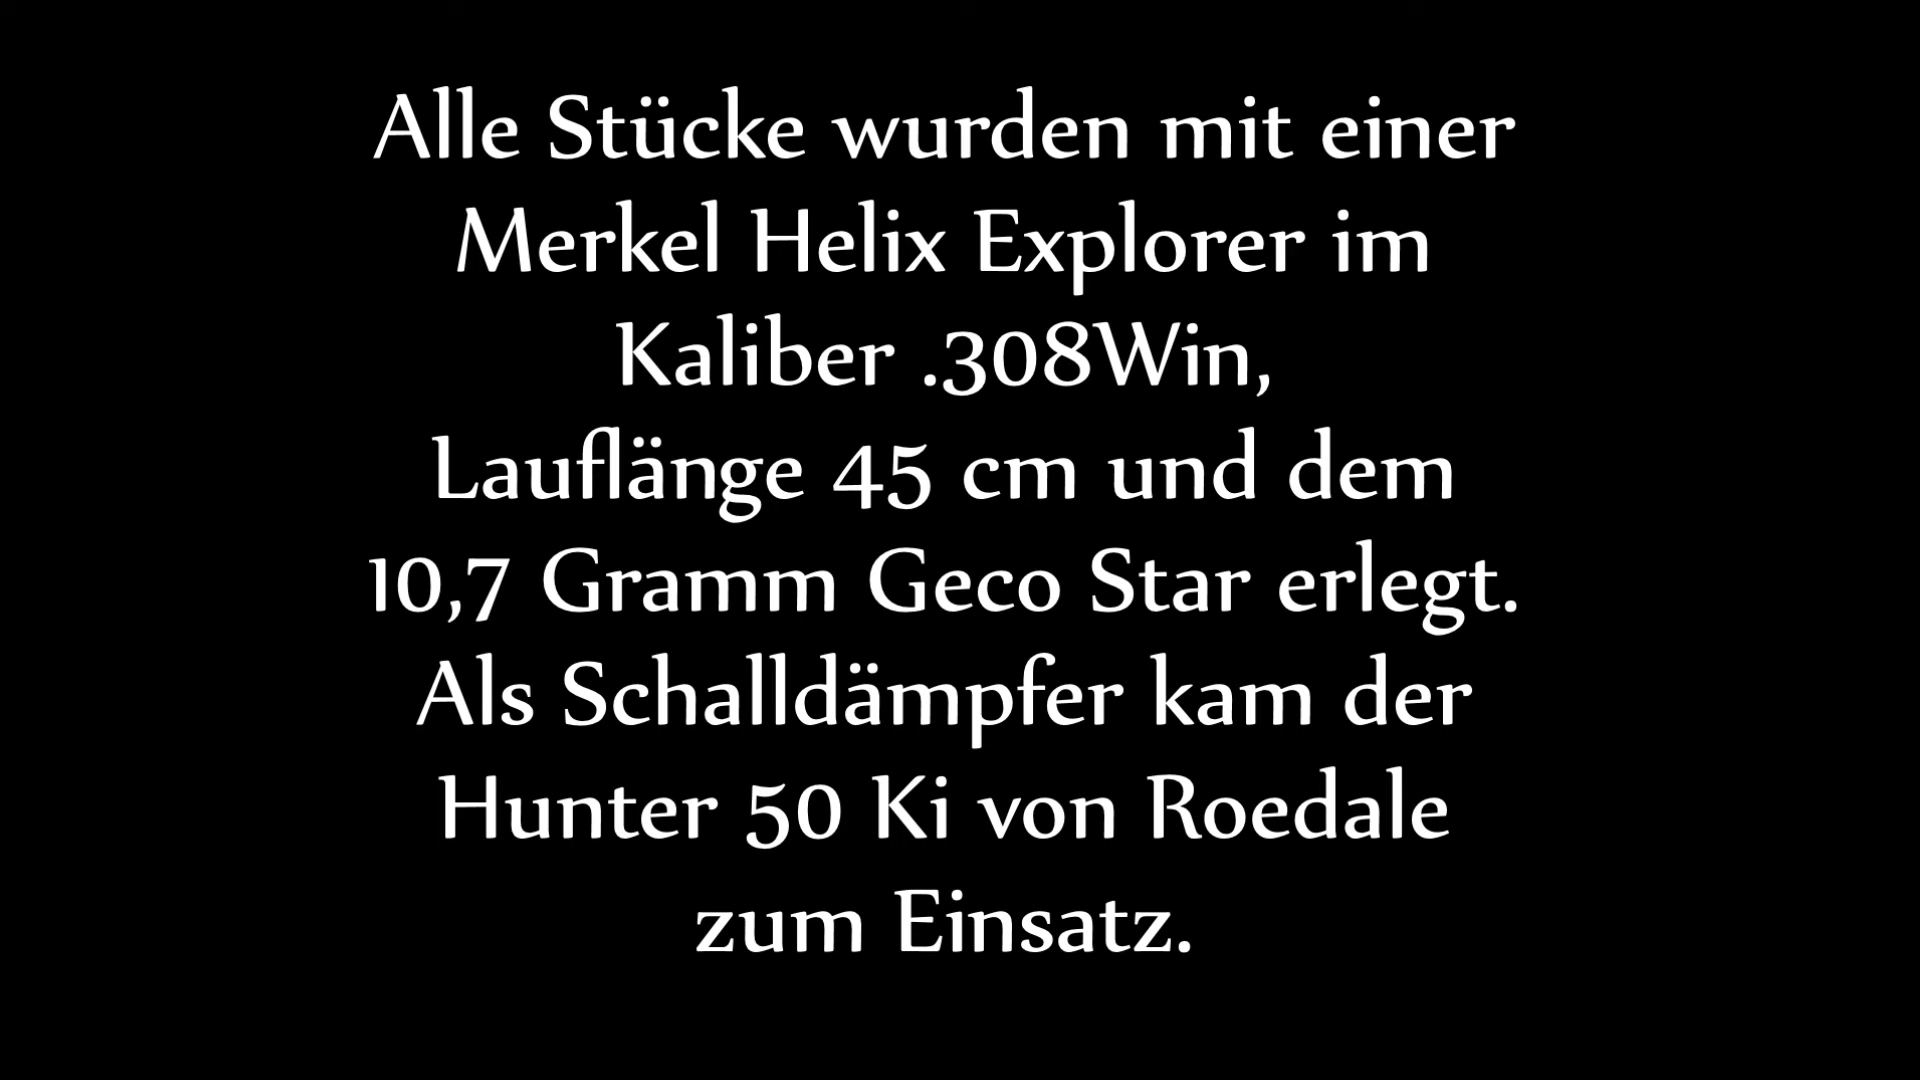 Alle Stücke wurden mit einer
Merkel Helix Explorer im
Kaliber .308Win,
Lauflänge 45 cm und dem
10,7 Gramm Geco Star erlegt.
Als Schalldämpfer kam der
Hunter 50 Ki von Roedale
zum Einsatz.